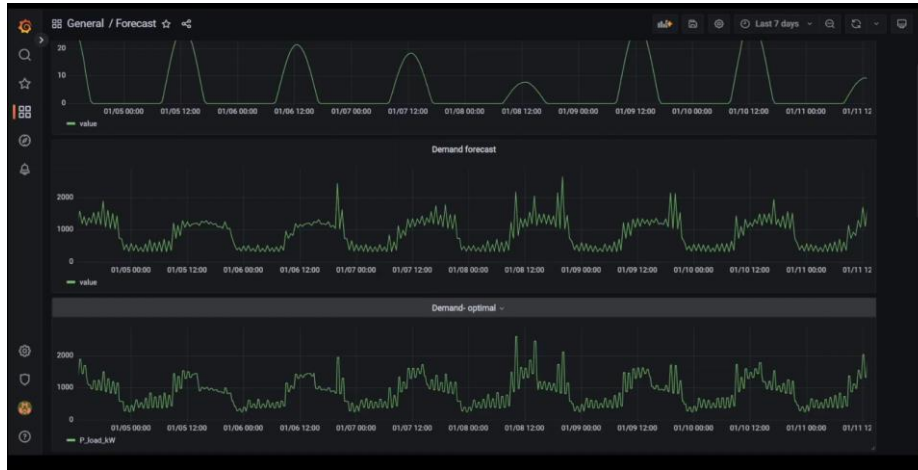 General / Forecast
Last 7 days
20
10
0
01/05 00:00 01/05 12:00 01/06 00:00 01/06 12:00 01/07 00:00 01/07 12:00 01/08 00:00 01/08 12:00 01/09 00:00 01/09 12:00 01/10 00:00 01/10 12:00 01/11 00:00 01/11 12
value
Demand forecast
2000
1000
0
01/05 00:00 01/05 12:00 01/06 00:00 01/06 12:00 01/07 00:00 01/07 12:00 01/08 00:00 01/08 12:00 01/09 00:00 01/09 12:00 01/10 00:00 01/10 12:00 01/11 00:00 01/11 12
value
Demand- optimal
2000
1000
0
01/05 00:00 01/05 12:00 01/06 00:00 01/06 12:00 01/07 00:00 01/07 12:00 01/08 00:00 01/08 12:00 01/09 00:00 01/09 12:00 01/10 00:00 01/10 12:00 01/11 00:00 01/11 12
P_load_kW